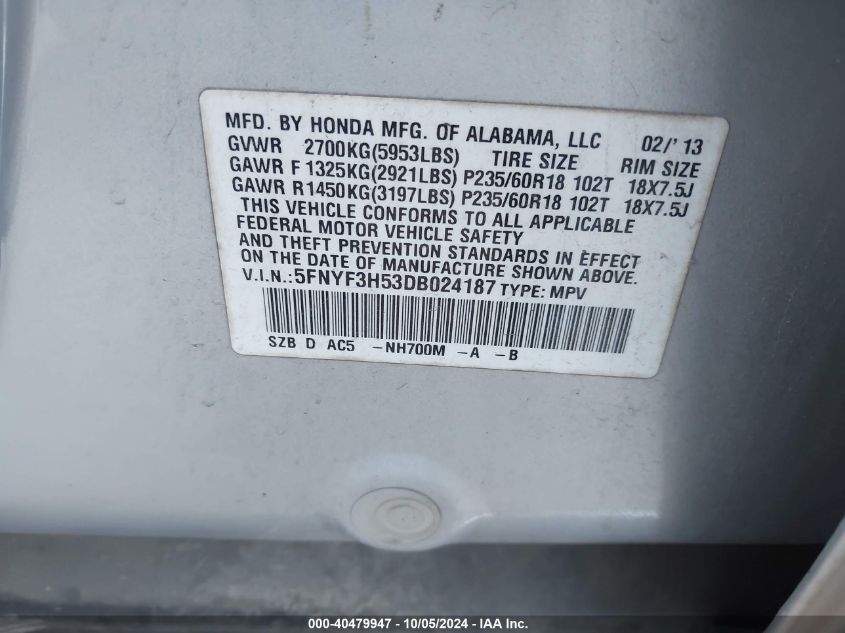 MFD. BY HONDA MFG. OF ALABAMA, LLC 02/'13
GVWR 2700KG(5953LBS) TIRE SIZE RIM SIZE
GAWR F 1325KG(2921LBS) P235/60R18 102T 18X7.5J
GAWR R1450KG(3197LBS) P235/60R18 102T 18X7.5J
THIS VEHICLE CONFORMS TO ALL APPLICABLE
FEDERAL MOTOR VEHICLE SAFETY
AND THEFT PREVENTION STANDARDS IN EFFECT
ON THE DATE OF MANUFACTURE SHOWN ABOVE.
V.I.N.:5FNYF3H53DB024187 TYPE: MPV
SZB D AC5 -NH700M -A -B
000-40479947 - 10/05/2024 - IAA Inc.